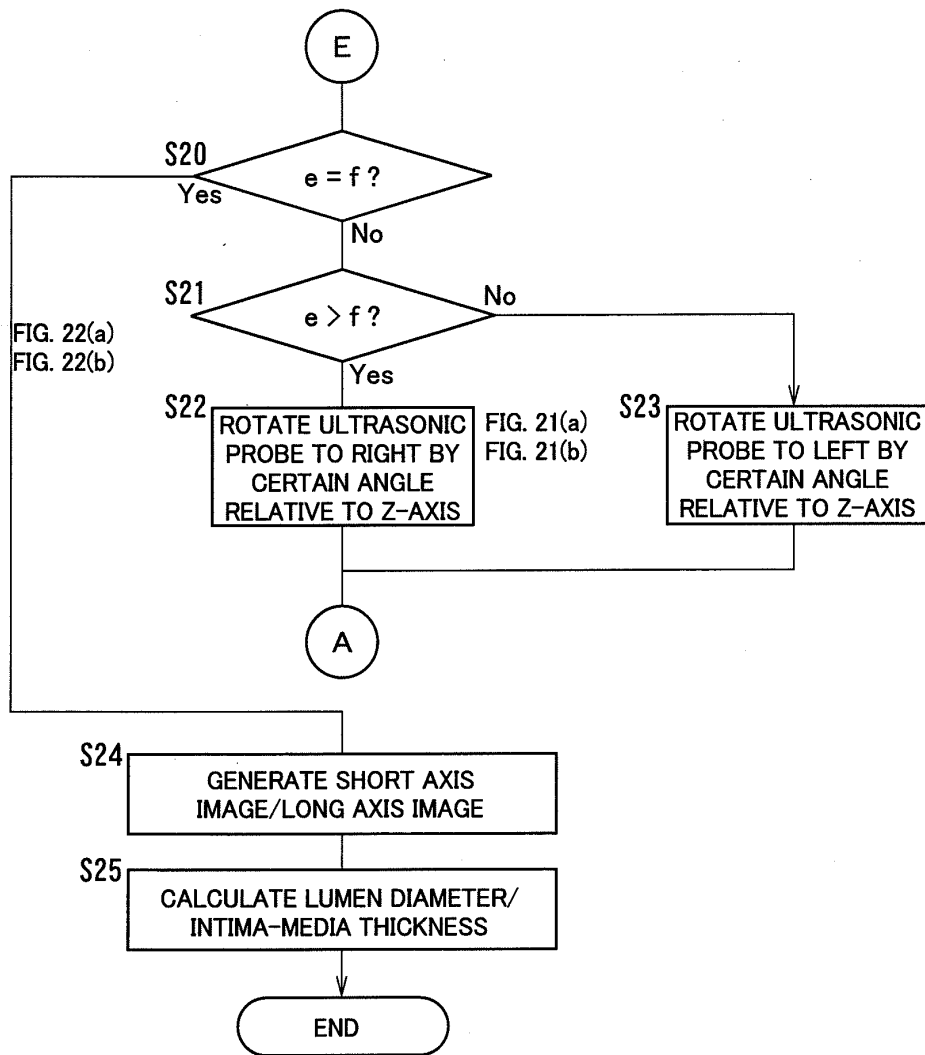 E
S20
e = f ?
Yes
No
S21
e > f ?
No
FIG. 22(a)
FIG. 22(b)
Yes
S22
ROTATE ULTRASONIC
PROBE TO RIGHT BY
CERTAIN ANGLE
RELATIVE TO Z-AXIS
FIG. 21(a)
FIG. 21(b)
S23
ROTATE ULTRASONIC
PROBE TO LEFT BY
CERTAIN ANGLE
RELATIVE TO Z-AXIS
A
S24
GENERATE SHORT AXIS
IMAGE/LONG AXIS IMAGE
S25
CALCULATE LUMEN DIAMETER/
INTIMA-MEDIA THICKNESS
END